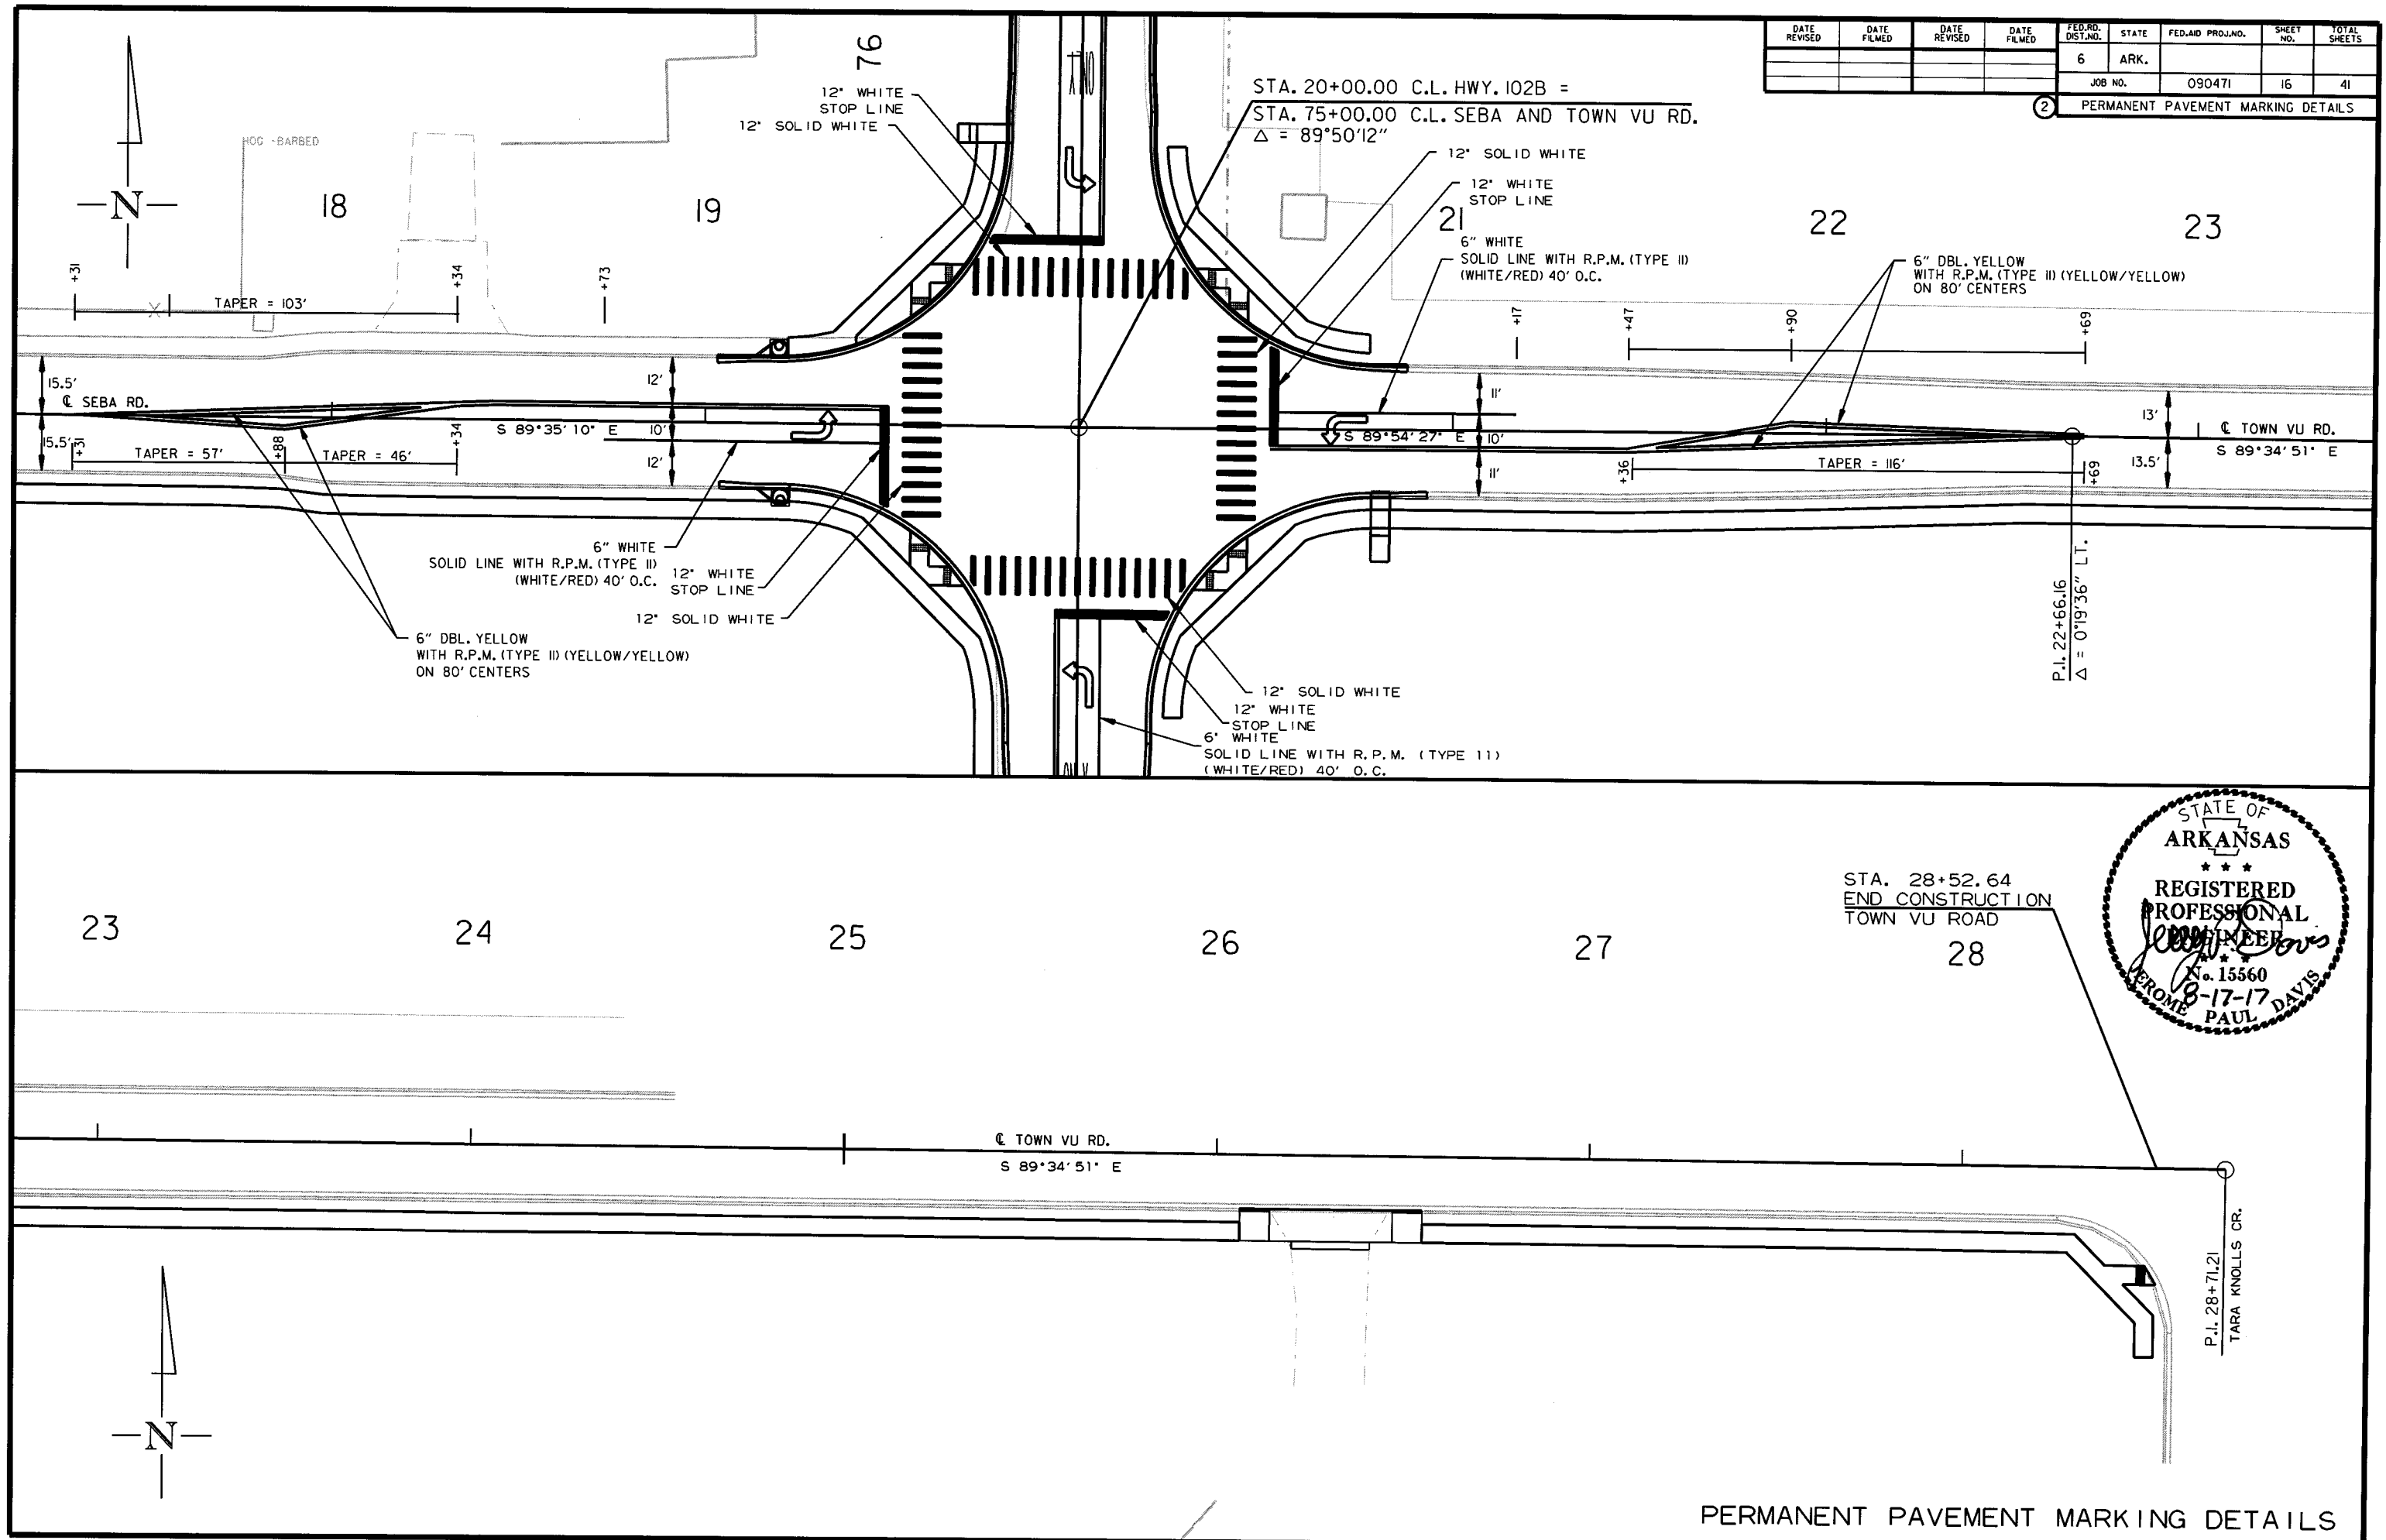 DATE REVISED
DATE FILMED
DATE REVISED
DATE FILMED
FED.RD. DIST.NO.
STATE
FED.AID PROJ.NO.
SHEET NO.
TOTAL SHEETS
6
ARK.
JOB NO.
090471
16
41
2
PERMANENT PAVEMENT MARKING DETAILS
76
ONLY
12" WHITE
STOP LINE
12" SOLID WHITE
STA. 20+00.00 C.L. HWY. 102B =
STA. 75+00.00 C.L. SEBA AND TOWN VU RD.
Δ = 89°50'12"
HOG -BARBED
N
18
19
21
22
23
12" SOLID WHITE
12" WHITE
STOP LINE
6" WHITE
SOLID LINE WITH R.P.M. (TYPE II)
(WHITE/RED) 40' O.C.
6" DBL. YELLOW
WITH R.P.M. (TYPE II) (YELLOW/YELLOW)
ON 80' CENTERS
+31
TAPER = 103'
+34
+73
+17
+47
+90
+69
15.5'
℄ SEBA RD.
15.5'
+31
TAPER = 57'
+88
TAPER = 46'
+34
S 89°35'10" E
12'
10'
12'
S 89°54'27" E
11'
10'
11'
+36
TAPER = 116'
+69
13'
℄ TOWN VU RD.
S 89°34'51" E
13.5'
6" WHITE
SOLID LINE WITH R.P.M. (TYPE II)
(WHITE/RED) 40' O.C.
12" WHITE
STOP LINE
12" SOLID WHITE
6" DBL. YELLOW
WITH R.P.M. (TYPE II) (YELLOW/YELLOW)
ON 80' CENTERS
P.I. 22+66.16
Δ = 0°19'36" LT.
12" SOLID WHITE
12" WHITE
STOP LINE
6" WHITE
SOLID LINE WITH R.P.M. (TYPE 11)
(WHITE/RED) 40' O.C.
STATE OF
ARKANSAS
* * *
REGISTERED
PROFESSIONAL
ENGINEER
* * *
No. 15560
8-17-17
JEROME PAUL DAVIS
STA. 28+52.64
END CONSTRUCTION
TOWN VU ROAD
23
24
25
26
27
28
℄ TOWN VU RD.
S 89°34'51" E
P.I. 28+71.21
TARA KNOLLS CR.
N
PERMANENT PAVEMENT MARKING DETAILS